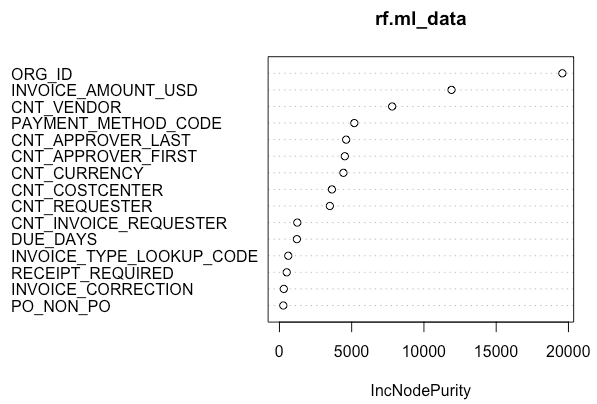 rf.ml_data
ORG_ID
INVOICE_AMOUNT_USD
CNT_VENDOR
PAYMENT_METHOD_CODE
CNT_APPROVER_LAST
CNT_APPROVER_FIRST
CNT_CURRENCY
CNT_COSTCENTER
CNT_REQUESTER
CNT_INVOICE_REQUESTER
DUE_DAYS
INVOICE_TYPE_LOOKUP_CODE
RECEIPT_REQUIRED
INVOICE_CORRECTION
PO_NON_PO
0 5000 10000 15000 20000
IncNodePurity